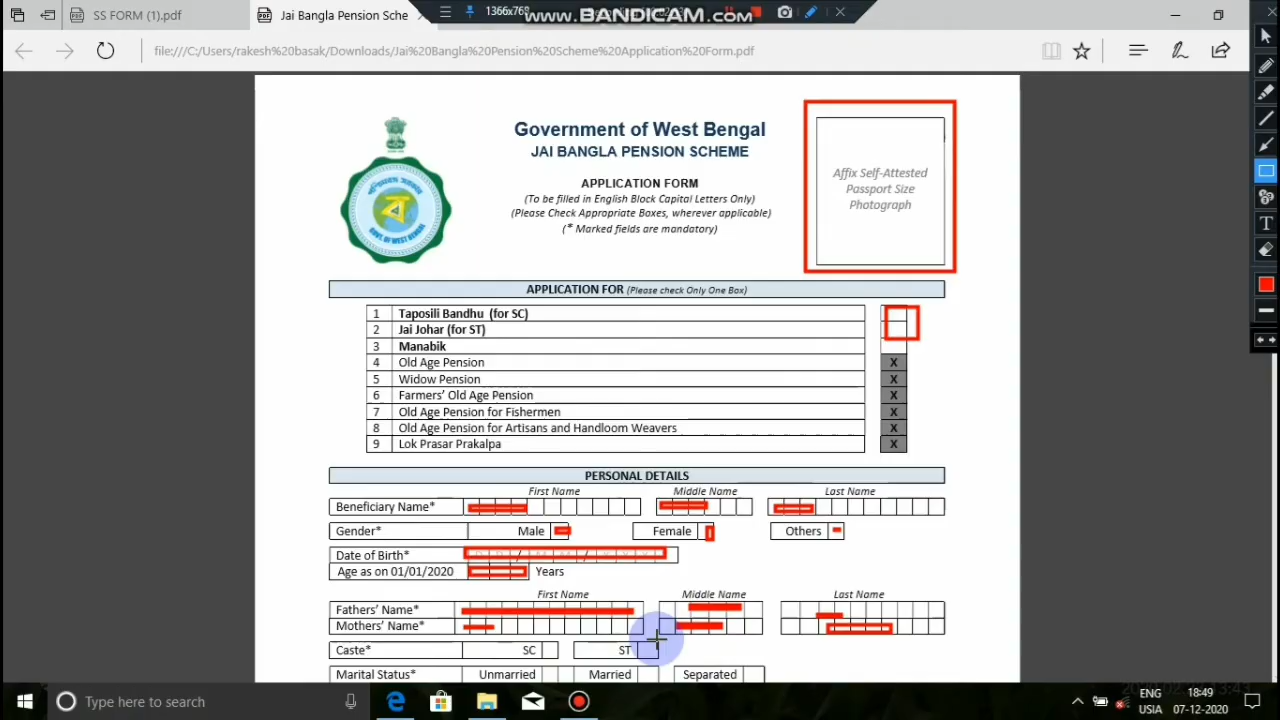 SS FORM (1).pdf
Jai Bangla Pension Sche
1366x768
www.BANDICAM.com
file:///C:/Users/rakesh%20basak/Downloads/Jai%20Bangla%20Pension%20Scheme%20Application%20Form.pdf
Government of West Bengal
JAI BANGLA PENSION SCHEME
APPLICATION FORM
(To be filled in English Block Capital Letters Only)
(Please Check Appropriate Boxes, wherever applicable)
(* Marked fields are mandatory)
Affix Self-Attested
Passport Size
Photograph
ব
GOVT. OF WEST BENGAL
APPLICATION FOR (Please check Only One Box)
1 Taposili Bandhu (for SC)
2 Jai Johar (for ST)
3 Manabik
4 Old Age Pension X
5 Widow Pension X
6 Farmers' Old Age Pension X
7 Old Age Pension for Fishermen X
8 Old Age Pension for Artisans and Handloom Weavers X
9 Lok Prasar Prakalpa X
PERSONAL DETAILS
First Name Middle Name Last Name
Beneficiary Name*
Gender* Male Female Others
Date of Birth*
Age as on 01/01/2020 Years
First Name Middle Name Last Name
Fathers' Name*
Mothers' Name*
Caste* SC ST
Marital Status* Unmarried Married Separated
Type here to search
ENG 18:49
USIA 07-12-2020